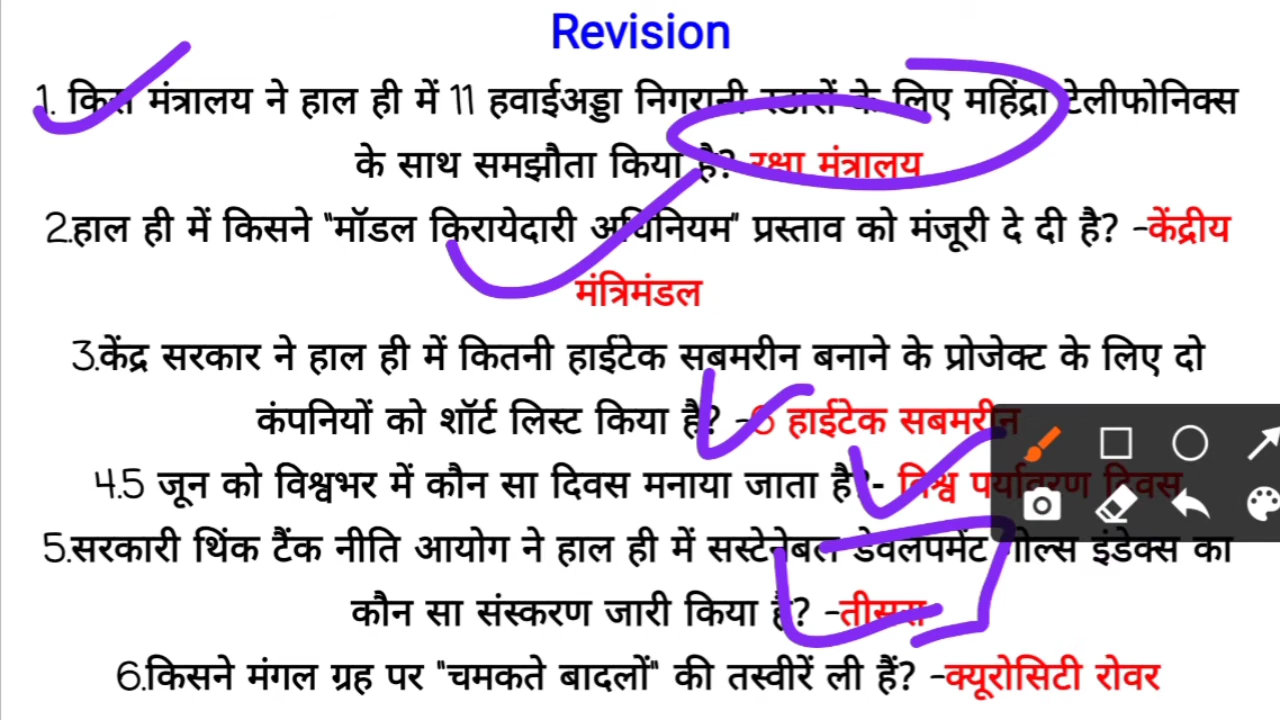 Revision
1. किस मंत्रालय ने हाल ही में 11 हवाईअड्डा निगरानी रडारों के लिए महिंद्रा टेलीफोनिक्स
के साथ समझौता किया है? -रक्षा मंत्रालय
2.हाल ही में किसने "मॉडल किरायेदारी अधिनियम" प्रस्ताव को मंजूरी दे दी है? -केंद्रीय
मंत्रिमंडल
3.केंद्र सरकार ने हाल ही में कितनी हाईटेक सबमरीन बनाने के प्रोजेक्ट के लिए दो
कंपनियों को शॉर्ट लिस्ट किया है? -6 हाईटेक सबमरीन
4.5 जून को विश्वभर में कौन सा दिवस मनाया जाता है?- विश्व पर्यावरण दिवस
5.सरकारी थिंक टैंक नीति आयोग ने हाल ही में सस्टेनेबल डेवलपमेंट गोल्स इंडेक्स का
कौन सा संस्करण जारी किया है? -तीसरा
6.किसने मंगल ग्रह पर "चमकते बादलों" की तस्वीरें ली हैं? -क्यूरोसिटी रोवर